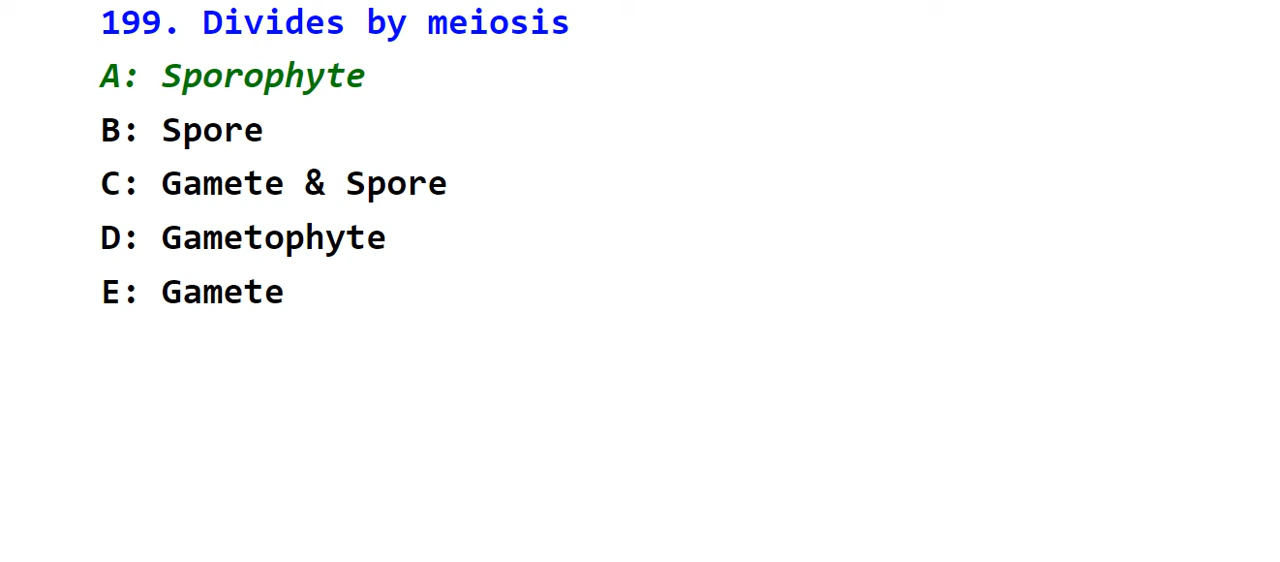 199. Divides by meiosis
A: Sporophyte
B: Spore
C: Gamete & Spore
D: Gametophyte
E: Gamete